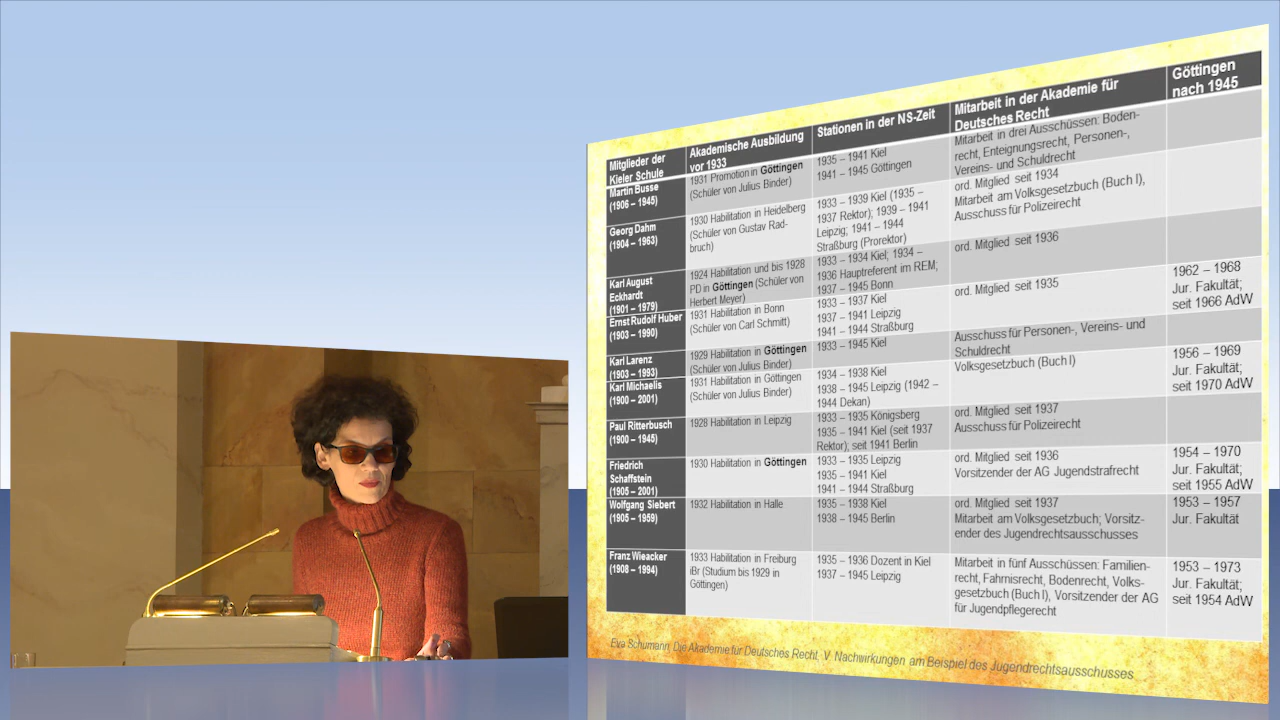 Mitglieder der
Kieler Schule
Akademische Ausbildung
vor 1933
Stationen in der NS-Zeit
Mitarbeit in der Akademie für
Deutsches Recht
Göttingen
nach 1945
Martin Busse
(1906 – 1945)
1931 Promotion in Göttingen
(Schüler von Julius Binder)
1935 – 1941 Kiel
1941 – 1945 Göttingen
Mitarbeit in drei Ausschüssen: Boden-
recht, Enteignungsrecht, Personen-,
Vereins- und Schuldrecht
Georg Dahm
(1904 – 1963)
1930 Habilitation in Heidelberg
(Schüler von Gustav Rad-
bruch)
1933 – 1939 Kiel (1935 –
1937 Rektor); 1939 – 1941
Leipzig; 1941 – 1944
Straßburg (Prorektor)
ord. Mitglied seit 1934
Mitarbeit am Volksgesetzbuch (Buch I),
Ausschuss für Polizeirecht
Karl August
Eckhardt
(1901 – 1979)
1924 Habilitation und bis 1928
PD in Göttingen (Schüler von
Herbert Meyer)
1933 – 1934 Kiel; 1934 –
1936 Hauptreferent im REM;
1937 – 1945 Bonn
ord. Mitglied seit 1936
Ernst Rudolf Huber
(1903 – 1990)
1931 Habilitation in Bonn
(Schüler von Carl Schmitt)
1933 – 1937 Kiel
1937 – 1941 Leipzig
1941 – 1944 Straßburg
ord. Mitglied seit 1935
1962 – 1968
Jur. Fakultät;
seit 1966 AdW
Karl Larenz
(1903 – 1993)
1929 Habilitation in Göttingen
(Schüler von Julius Binder)
1933 – 1945 Kiel
Ausschuss für Personen-, Vereins- und
Schuldrecht
Karl Michaelis
(1900 – 2001)
1931 Habilitation in Göttingen
(Schüler von Julius Binder)
1934 – 1938 Kiel
1938 – 1945 Leipzig (1942 –
1944 Dekan)
Volksgesetzbuch (Buch I)
1956 – 1969
Jur. Fakultät;
seit 1970 AdW
Paul Ritterbusch
(1900 – 1945)
1928 Habilitation in Leipzig
1933 – 1935 Königsberg
1935 – 1941 Kiel (seit 1937
Rektor); seit 1941 Berlin
ord. Mitglied seit 1937
Ausschuss für Polizeirecht
Friedrich
Schaffstein
(1905 – 2001)
1930 Habilitation in Göttingen
1933 – 1935 Leipzig
1935 – 1941 Kiel
1941 – 1944 Straßburg
ord. Mitglied seit 1936
Vorsitzender der AG Jugendstrafrecht
1954 – 1970
Jur. Fakultät;
seit 1955 AdW
Wolfgang Siebert
(1905 – 1959)
1932 Habilitation in Halle
1935 – 1938 Kiel
1938 – 1945 Berlin
ord. Mitglied seit 1937
Mitarbeit am Volksgesetzbuch; Vorsitz-
ender des Jugendrechtsausschusses
1953 – 1957
Jur. Fakultät
Franz Wieacker
(1908 – 1994)
1933 Habilitation in Freiburg
iBr (Studium bis 1929 in
Göttingen)
1935 – 1936 Dozent in Kiel
1937 – 1945 Leipzig
Mitarbeit in fünf Ausschüssen: Familien-
recht, Fahrnisrecht, Bodenrecht, Volks-
gesetzbuch (Buch I), Vorsitzender der AG
für Jugendpflegerecht
1953 – 1973
Jur. Fakultät;
seit 1954 AdW
Eva Schumann, Die Akademie für Deutsches Recht V Nachwirkungen am Beispiel des Jugendrechtsausschusses